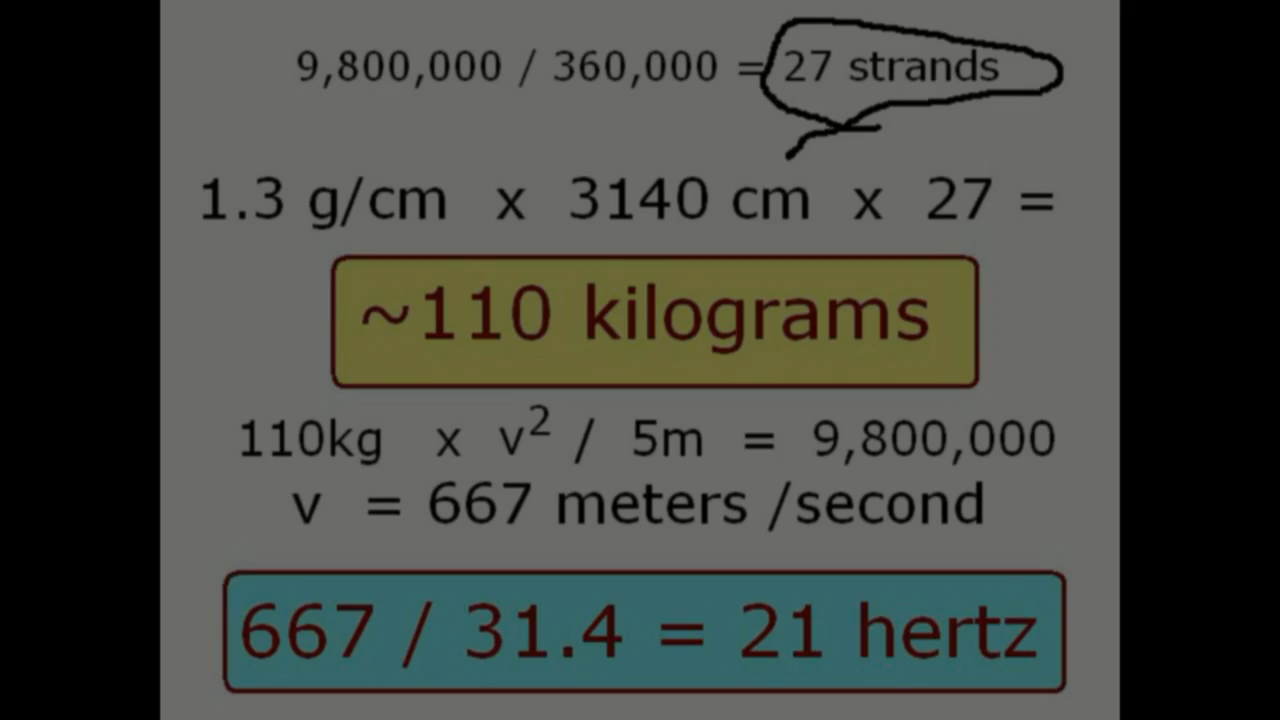 9,800,000 / 360,000 = 27 strands
1.3 g/cm x 3140 cm x 27 =
~110 kilograms
110kg x v² / 5m = 9,800,000
v = 667 meters /second
667 / 31.4 = 21 hertz